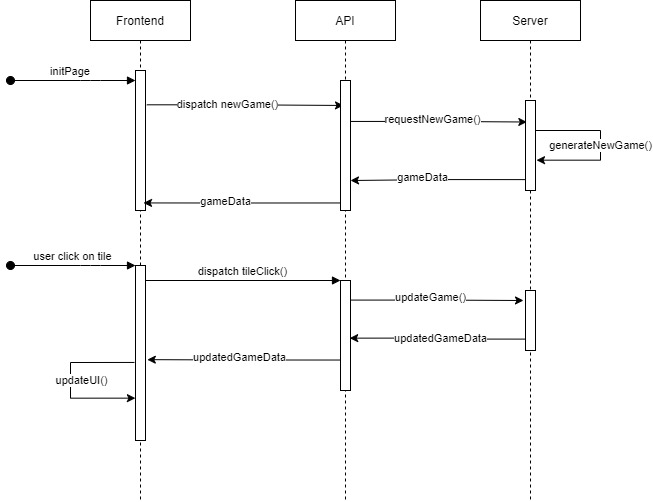 Frontend
API
Server
initPage
dispatch newGame()
requestNewGame()
generateNewGame()
gameData
gameData
user click on tile
dispatch tileClick()
updateGame()
updatedGameData
updatedGameData
updateUI()